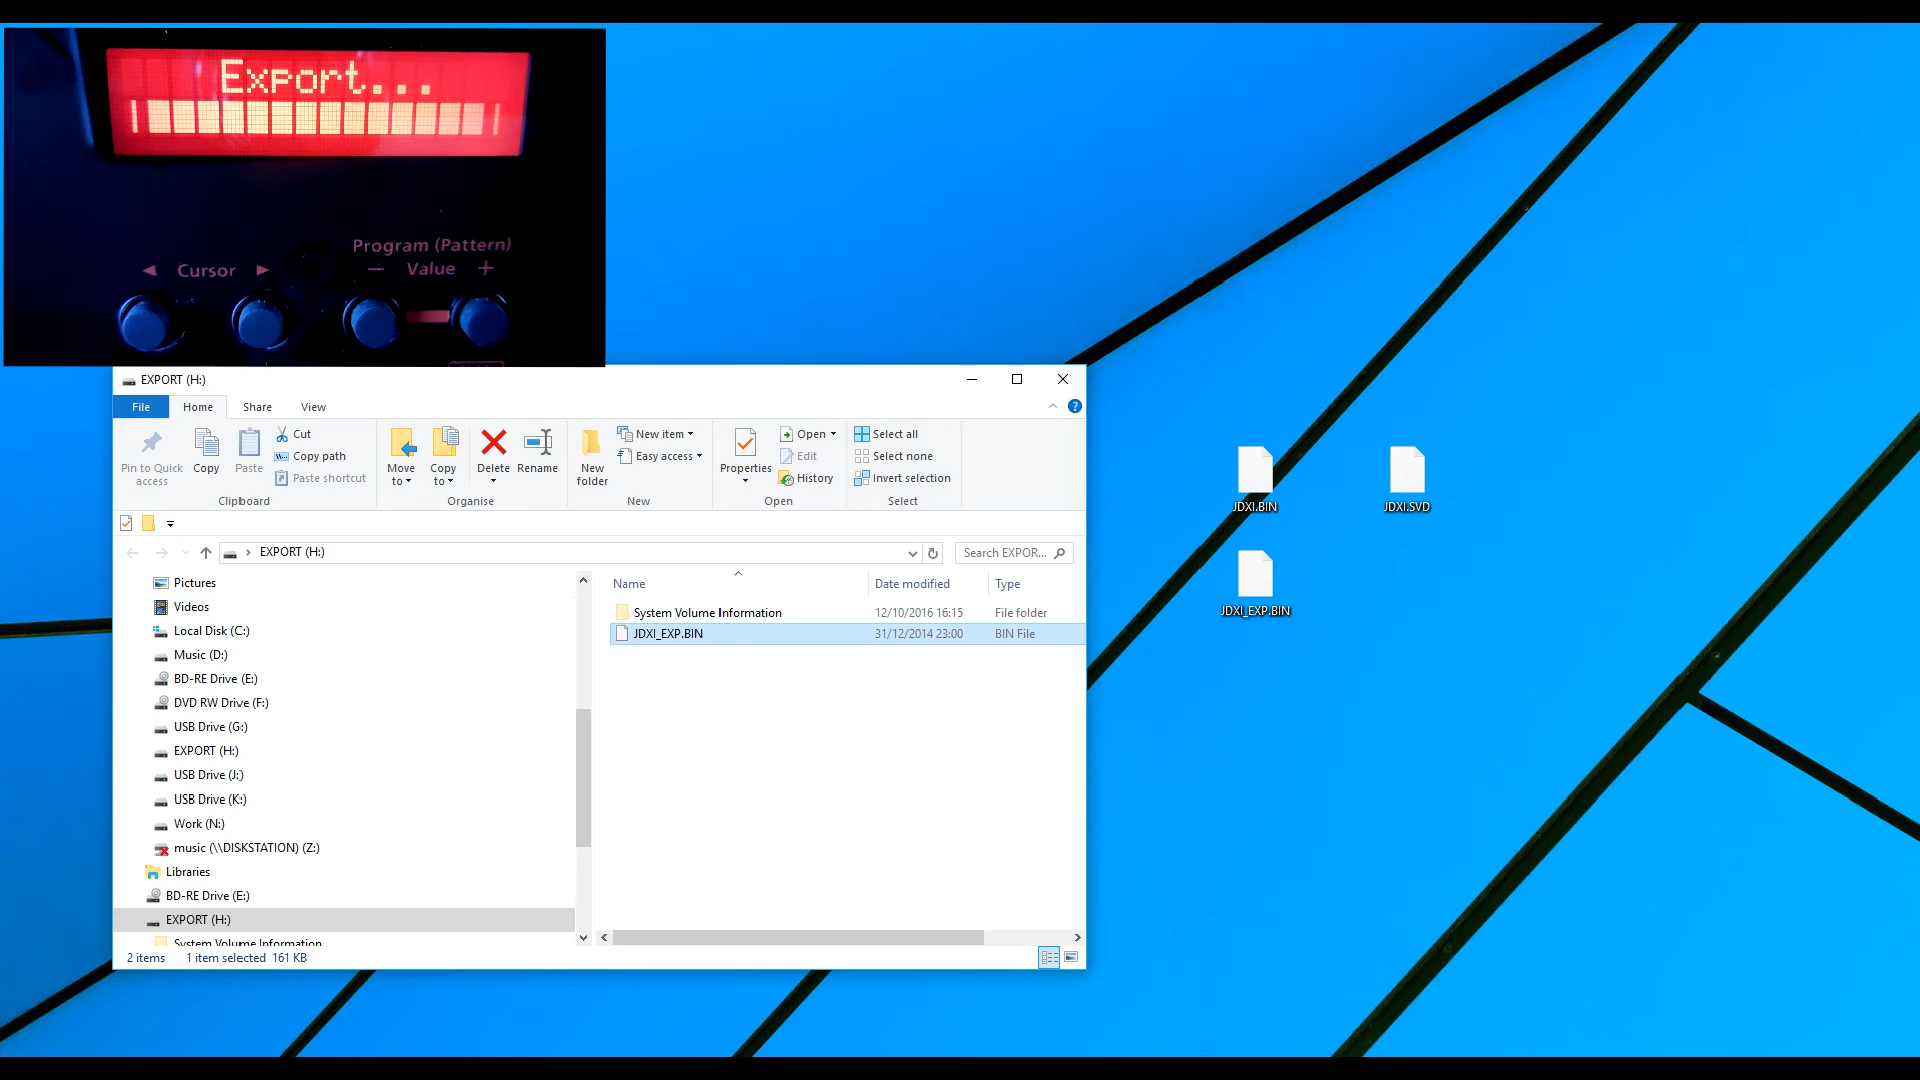 Export...
Program (Pattern)
Cursor
− Value +
EXPORT (H:)
File
Home
Share
View
Pin to Quick
access
Copy
Paste
Cut
Copy path
Paste shortcut
Clipboard
Move
to
Copy
to
Delete
Rename
Organise
New
folder
New item
Easy access
New
Properties
Open
Edit
History
Open
Select all
Select none
Invert selection
Select
EXPORT (H:)
Search EXPOR...
Pictures
Videos
Local Disk (C:)
Music (D:)
BD-RE Drive (E:)
DVD RW Drive (F:)
USB Drive (G:)
EXPORT (H:)
USB Drive (J:)
USB Drive (K:)
Work (N:)
music (\\DISKSTATION) (Z:)
Libraries
BD-RE Drive (E:)
EXPORT (H:)
System Volume Information
Name
Date modified
Type
System Volume Information
12/10/2016 16:15
File folder
JDXI_EXP.BIN
31/12/2014 23:00
BIN File
2 items
1 item selected 161 KB
JDXI.BIN
JDXI.SVD
JDXI_EXP.BIN